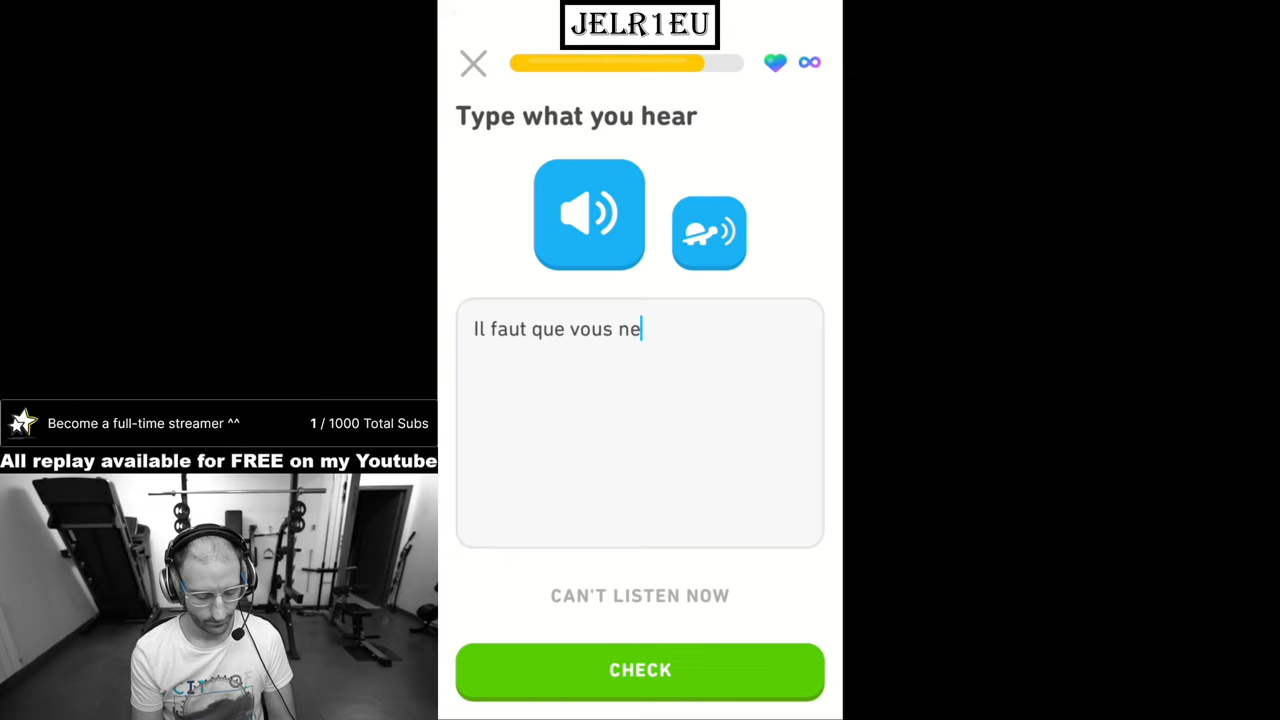 JELR1EU
Type what you hear
Il faut que vous ne
Become a full-time streamer ^^ 1 / 1000 Total Subs
All replay available for FREE on my Youtube
CAN'T LISTEN NOW
CHECK